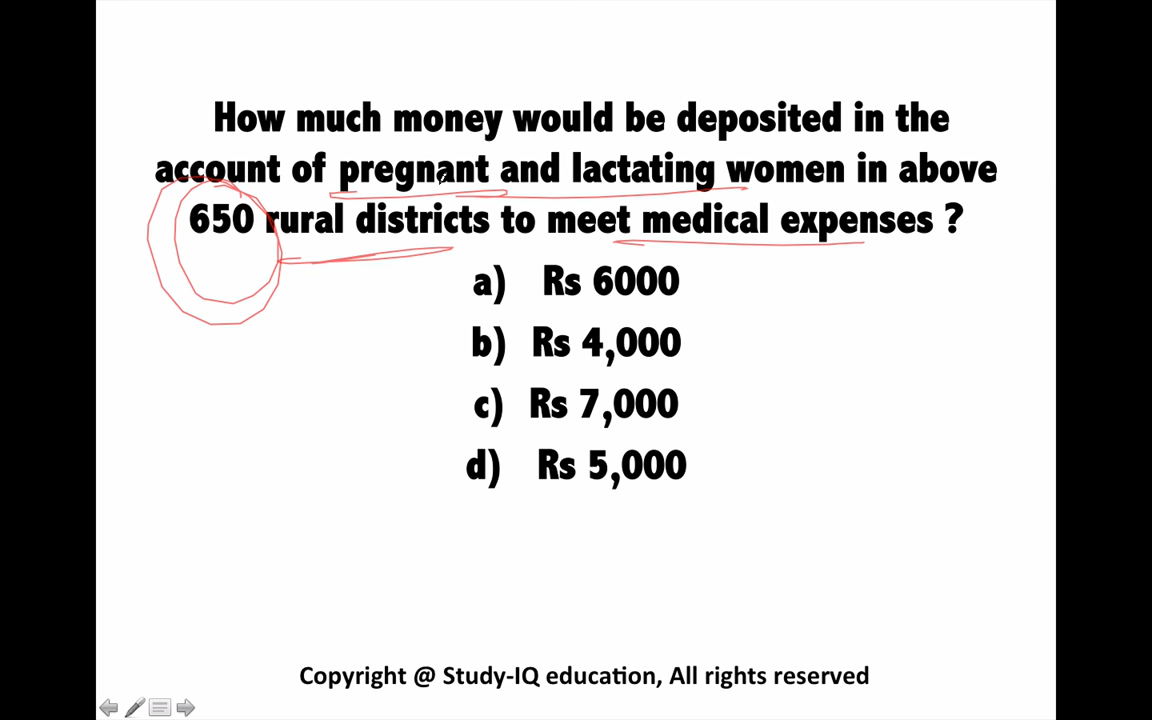 How much money would be deposited in the
account of pregnant and lactating women in above
650 rural districts to meet medical expenses ?
a) Rs 6000
b) Rs 4,000
c) Rs 7,000
d) Rs 5,000
Copyright @ Study-IQ education, All rights reserved